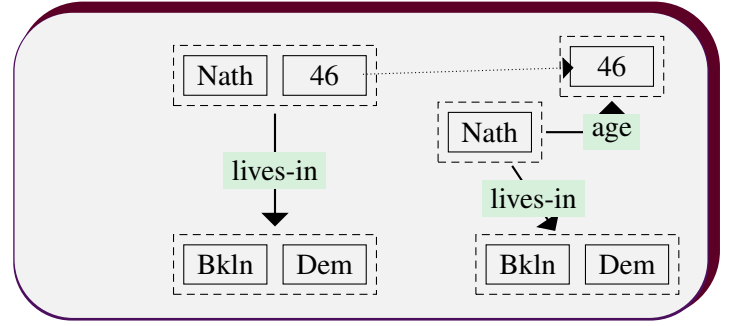 Nath 46
lives-in
Bkln Dem
46
Nath
age
lives-in
Bkln Dem